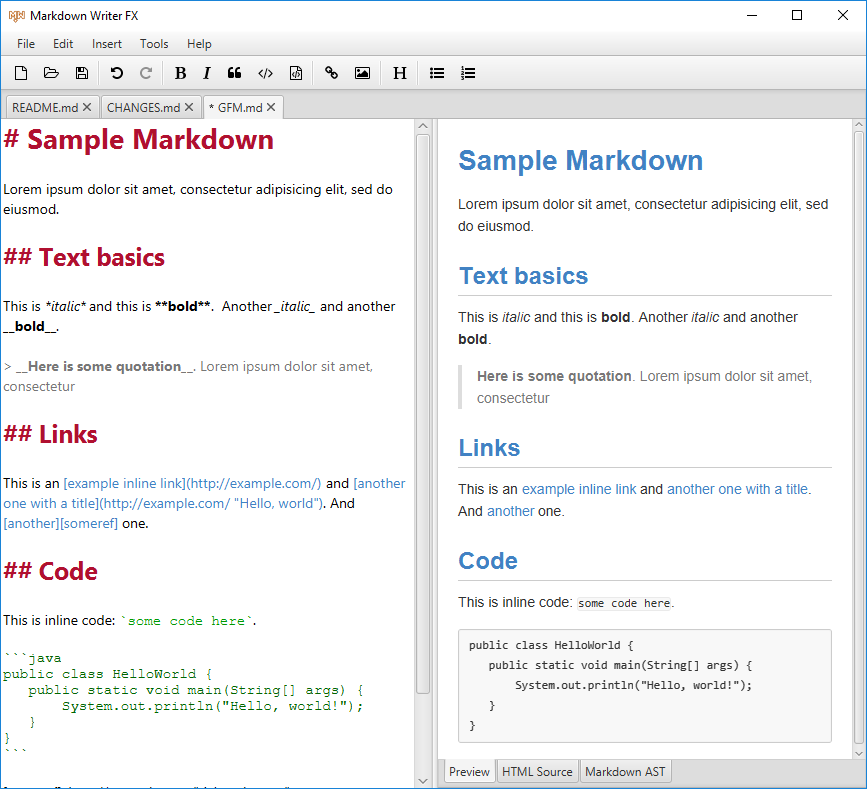 Markdown Writer FX
File Edit Insert Tools Help
B I H
README.md CHANGES.md * GFM.md
# Sample Markdown
Lorem ipsum dolor sit amet, consectetur adipisicing elit, sed do
eiusmod.
## Text basics
This is *italic* and this is **bold**.  Another _italic_ and another
__bold__.
> __Here is some quotation__. Lorem ipsum dolor sit amet,
consectetur
## Links
This is an [example inline link](http://example.com/) and [another
one with a title](http://example.com/ "Hello, world"). And
[another][someref] one.
## Code
This is inline code: `some code here`.
```java
public class HelloWorld {
   public static void main(String[] args) {
       System.out.println("Hello, world!");
   }
}
```
Sample Markdown
Lorem ipsum dolor sit amet, consectetur adipisicing elit, sed
do eiusmod.
Text basics
This is italic and this is bold. Another italic and another
bold.
Here is some quotation. Lorem ipsum dolor sit amet,
consectetur
Links
This is an example inline link and another one with a title.
And another one.
Code
This is inline code: some code here.
public class HelloWorld {
   public static void main(String[] args) {
       System.out.println("Hello, world!");
   }
}
Preview HTML Source Markdown AST